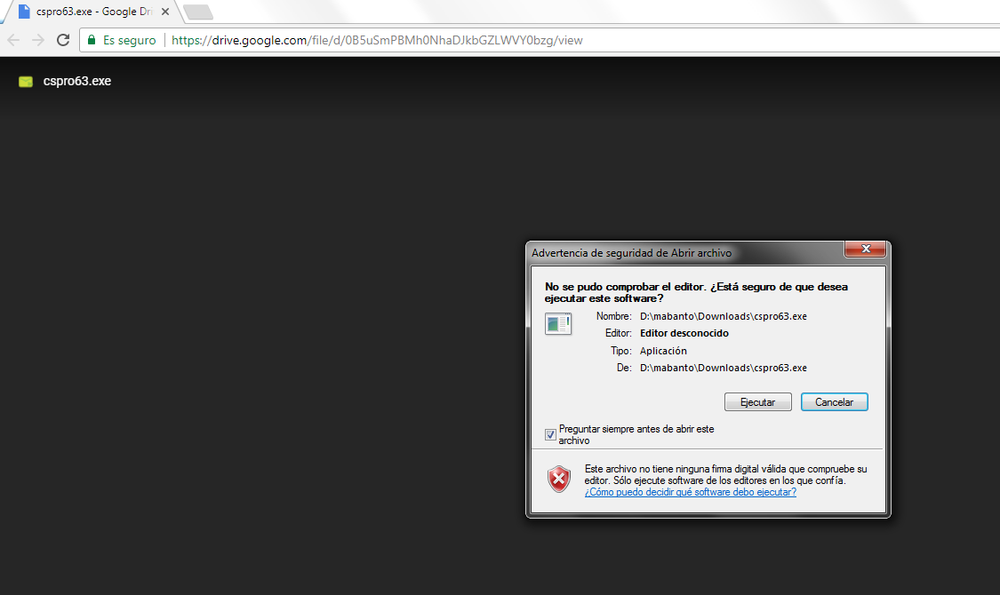 cspro63.exe - Google Dri
Es seguro
https://drive.google.com/file/d/0B5uSmPBMh0NhaDJkbGZLWVY0bzg/view
cspro63.exe
Advertencia de seguridad de Abrir archivo
No se pudo comprobar el editor. ¿Está seguro de que desea
ejecutar este software?
Nombre: D:\mabanto\Downloads\cspro63.exe
Editor: Editor desconocido
Tipo: Aplicación
De: D:\mabanto\Downloads\cspro63.exe
Ejecutar Cancelar
Preguntar siempre antes de abrir este
archivo
Este archivo no tiene ninguna firma digital válida que compruebe su
editor. Sólo ejecute software de los editores en los que confía.
¿Cómo puedo decidir qué software debo ejecutar?